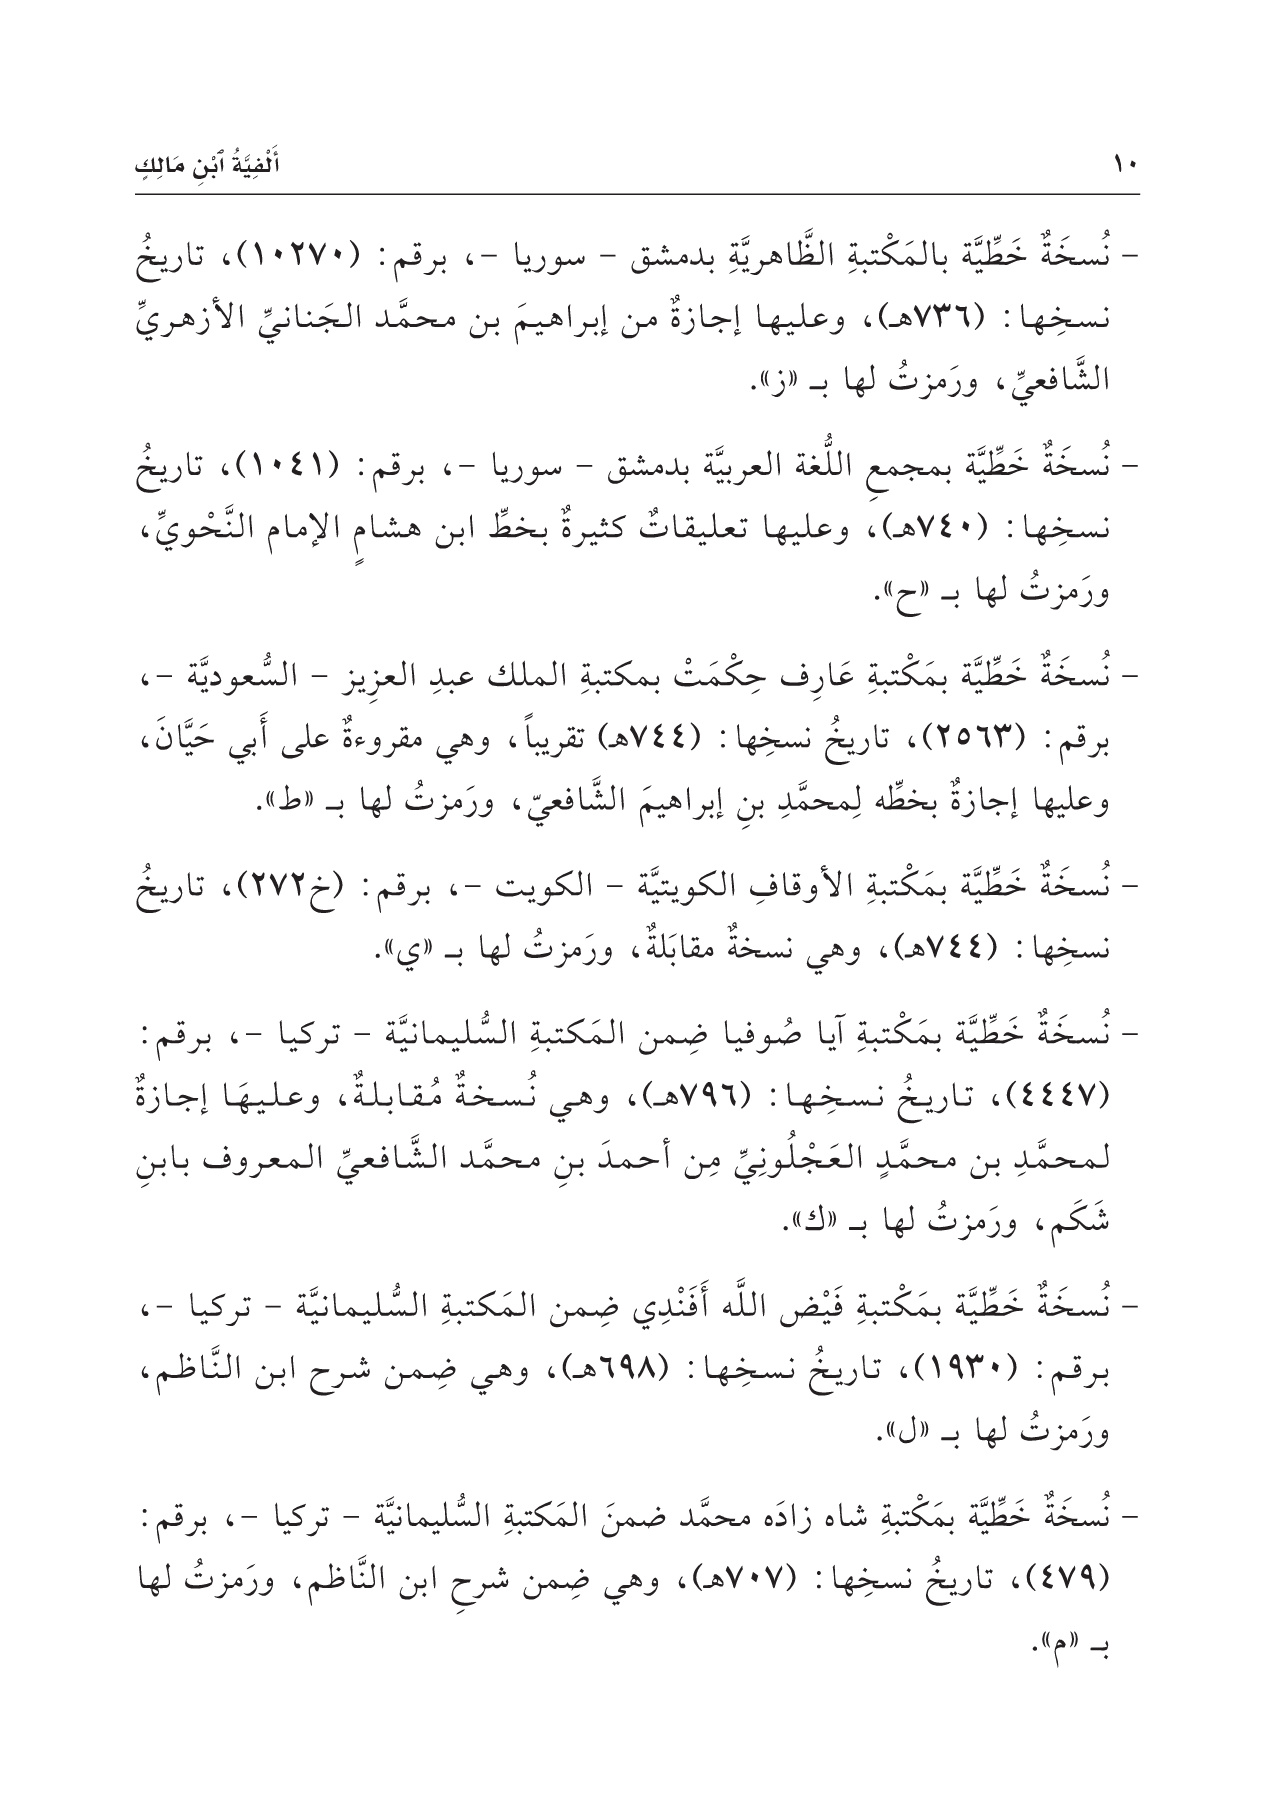 ١٠
أَلْفِيَّةُ ٱبْنِ مَالِكٍ
- نُسخَةٌ خَطِّيَّة بالمَكْتبةِ الظَّاهريَّةِ بدمشق - سوريا -، برقم: (١٠٢٧٠)، تاريخُ
نسخِها: (٧٣٦هـ)، وعليها إجازةٌ من إبراهيمَ بن محمَّد الجَنانيِّ الأزهريِّ
الشَّافعيِّ، ورَمزتُ لها بـ «ز».
- نُسخَةٌ خَطِّيَّة بمجمعِ اللُّغة العربيَّة بدمشق - سوريا -، برقم: (١٠٤١)، تاريخُ
نسخِها: (٧٤٠هـ)، وعليها تعليقاتٌ كثيرةٌ بخطِّ ابن هشامٍ الإمام النَّحْويِّ،
ورَمزتُ لها بـ «ح».
- نُسخَةٌ خَطِّيَّة بمَكْتبةِ عَارِف حِكْمَتْ بمكتبةِ الملك عبدِ العزِيز - السُّعوديَّة -،
برقم: (٢٥٦٣)، تاريخُ نسخِها: (٧٤٤هـ) تقريباً، وهي مقروءةٌ على أَبي حَيَّانَ،
وعليها إجازةٌ بخطِّه لِمحمَّدِ بنِ إبراهيمَ الشَّافعيّ، ورَمزتُ لها بـ «ط».
- نُسخَةٌ خَطِّيَّة بمَكْتبةِ الأوقافِ الكويتيَّة - الكويت -، برقم: (خ٢٧٢)، تاريخُ
نسخِها: (٧٤٤هـ)، وهي نسخةٌ مقابَلةٌ، ورَمزتُ لها بـ «ي».
- نُسخَةٌ خَطِّيَّة بمَكْتبةِ آيا صُوفيا ضِمن المَكتبةِ السُّليمانيَّة - تركيا -، برقم:
(٤٤٤٧)، تاريخُ نسخِها: (٧٩٦هـ)، وهي نُسخةٌ مُقابلةٌ، وعليهَا إجازةٌ
لمحمَّدِ بن محمَّدٍ العَجْلُونِيِّ مِن أحمدَ بنِ محمَّد الشَّافعيِّ المعروف بابنِ
شَكَم، ورَمزتُ لها بـ «ك».
- نُسخَةٌ خَطِّيَّة بمَكْتبةِ فَيْض اللَّه أَفَنْدِي ضِمن المَكتبةِ السُّليمانيَّة - تركيا -،
برقم: (١٩٣٠)، تاريخُ نسخِها: (٦٩٨هـ)، وهي ضِمن شرح ابن النَّاظم،
ورَمزتُ لها بـ «ل».
- نُسخَةٌ خَطِّيَّة بمَكْتبةِ شاه زادَه محمَّد ضمنَ المَكتبةِ السُّليمانيَّة - تركيا -، برقم:
(٤٧٩)، تاريخُ نسخِها: (٧٠٧هـ)، وهي ضِمن شرحِ ابن النَّاظم، ورَمزتُ لها
بـ «م».